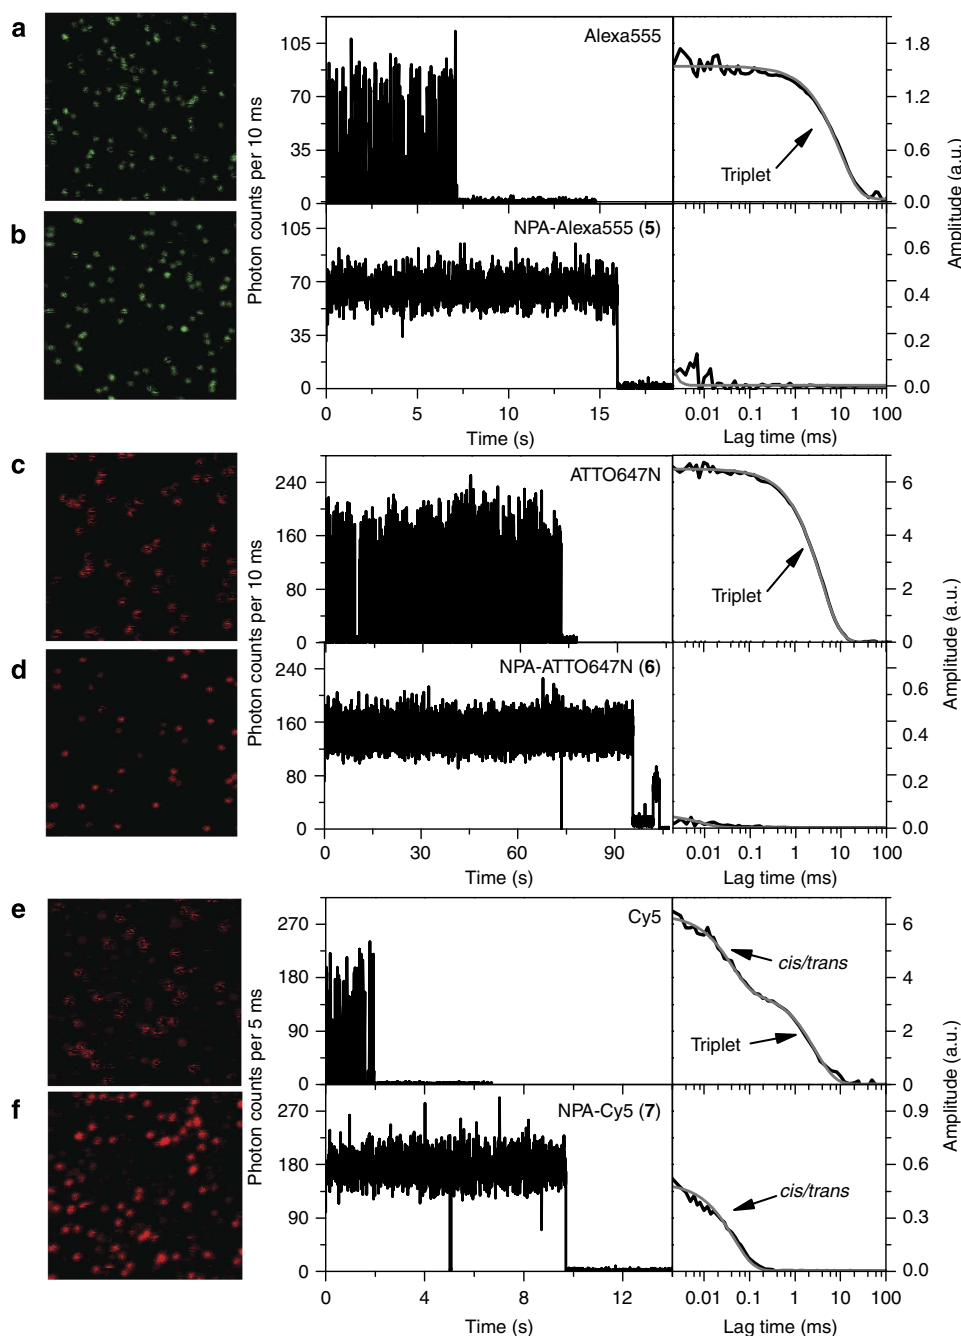 a
105
70
35
0
Photon counts per 10 ms
Alexa555
Triplet
1.8
1.2
0.6
0.0
Amplitude (a.u.)
b
105
70
35
0
NPA-Alexa555 (5)
0.6
0.4
0.2
0.0
0 5 10 15
Time (s)
0.01 0.1 1 10 100
Lag time (ms)
c
240
160
80
0
Photon counts per 10 ms
ATTO647N
Triplet
6
4
2
0
Amplitude (a.u.)
d
240
160
80
0
NPA-ATTO647N (6)
0.6
0.4
0.2
0.0
0 30 60 90
Time (s)
0.01 0.1 1 10 100
Lag time (ms)
e
270
180
90
0
Photon counts per 5 ms
Cy5
cis/trans
Triplet
6
4
2
0
Amplitude (a.u.)
f
270
180
90
0
NPA-Cy5 (7)
cis/trans
0.9
0.6
0.3
0.0
0 4 8 12
Time (s)
0.01 0.1 1 10 100
Lag time (ms)